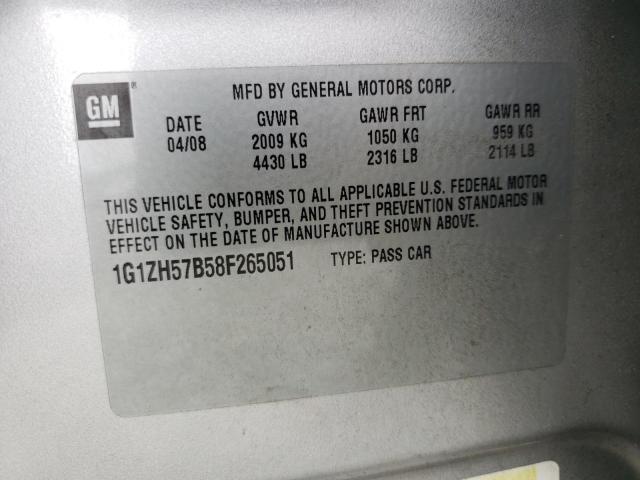 GM®
MFD BY GENERAL MOTORS CORP.
DATE GVWR GAWR FRT GAWR RR
04/08 2009 KG 1050 KG 959 KG
4430 LB 2316 LB 2114 LB
THIS VEHICLE CONFORMS TO ALL APPLICABLE U.S. FEDERAL MOTOR
VEHICLE SAFETY, BUMPER, AND THEFT PREVENTION STANDARDS IN
EFFECT ON THE DATE OF MANUFACTURE SHOWN ABOVE.
1G1ZH57B58F265051 TYPE: PASS CAR